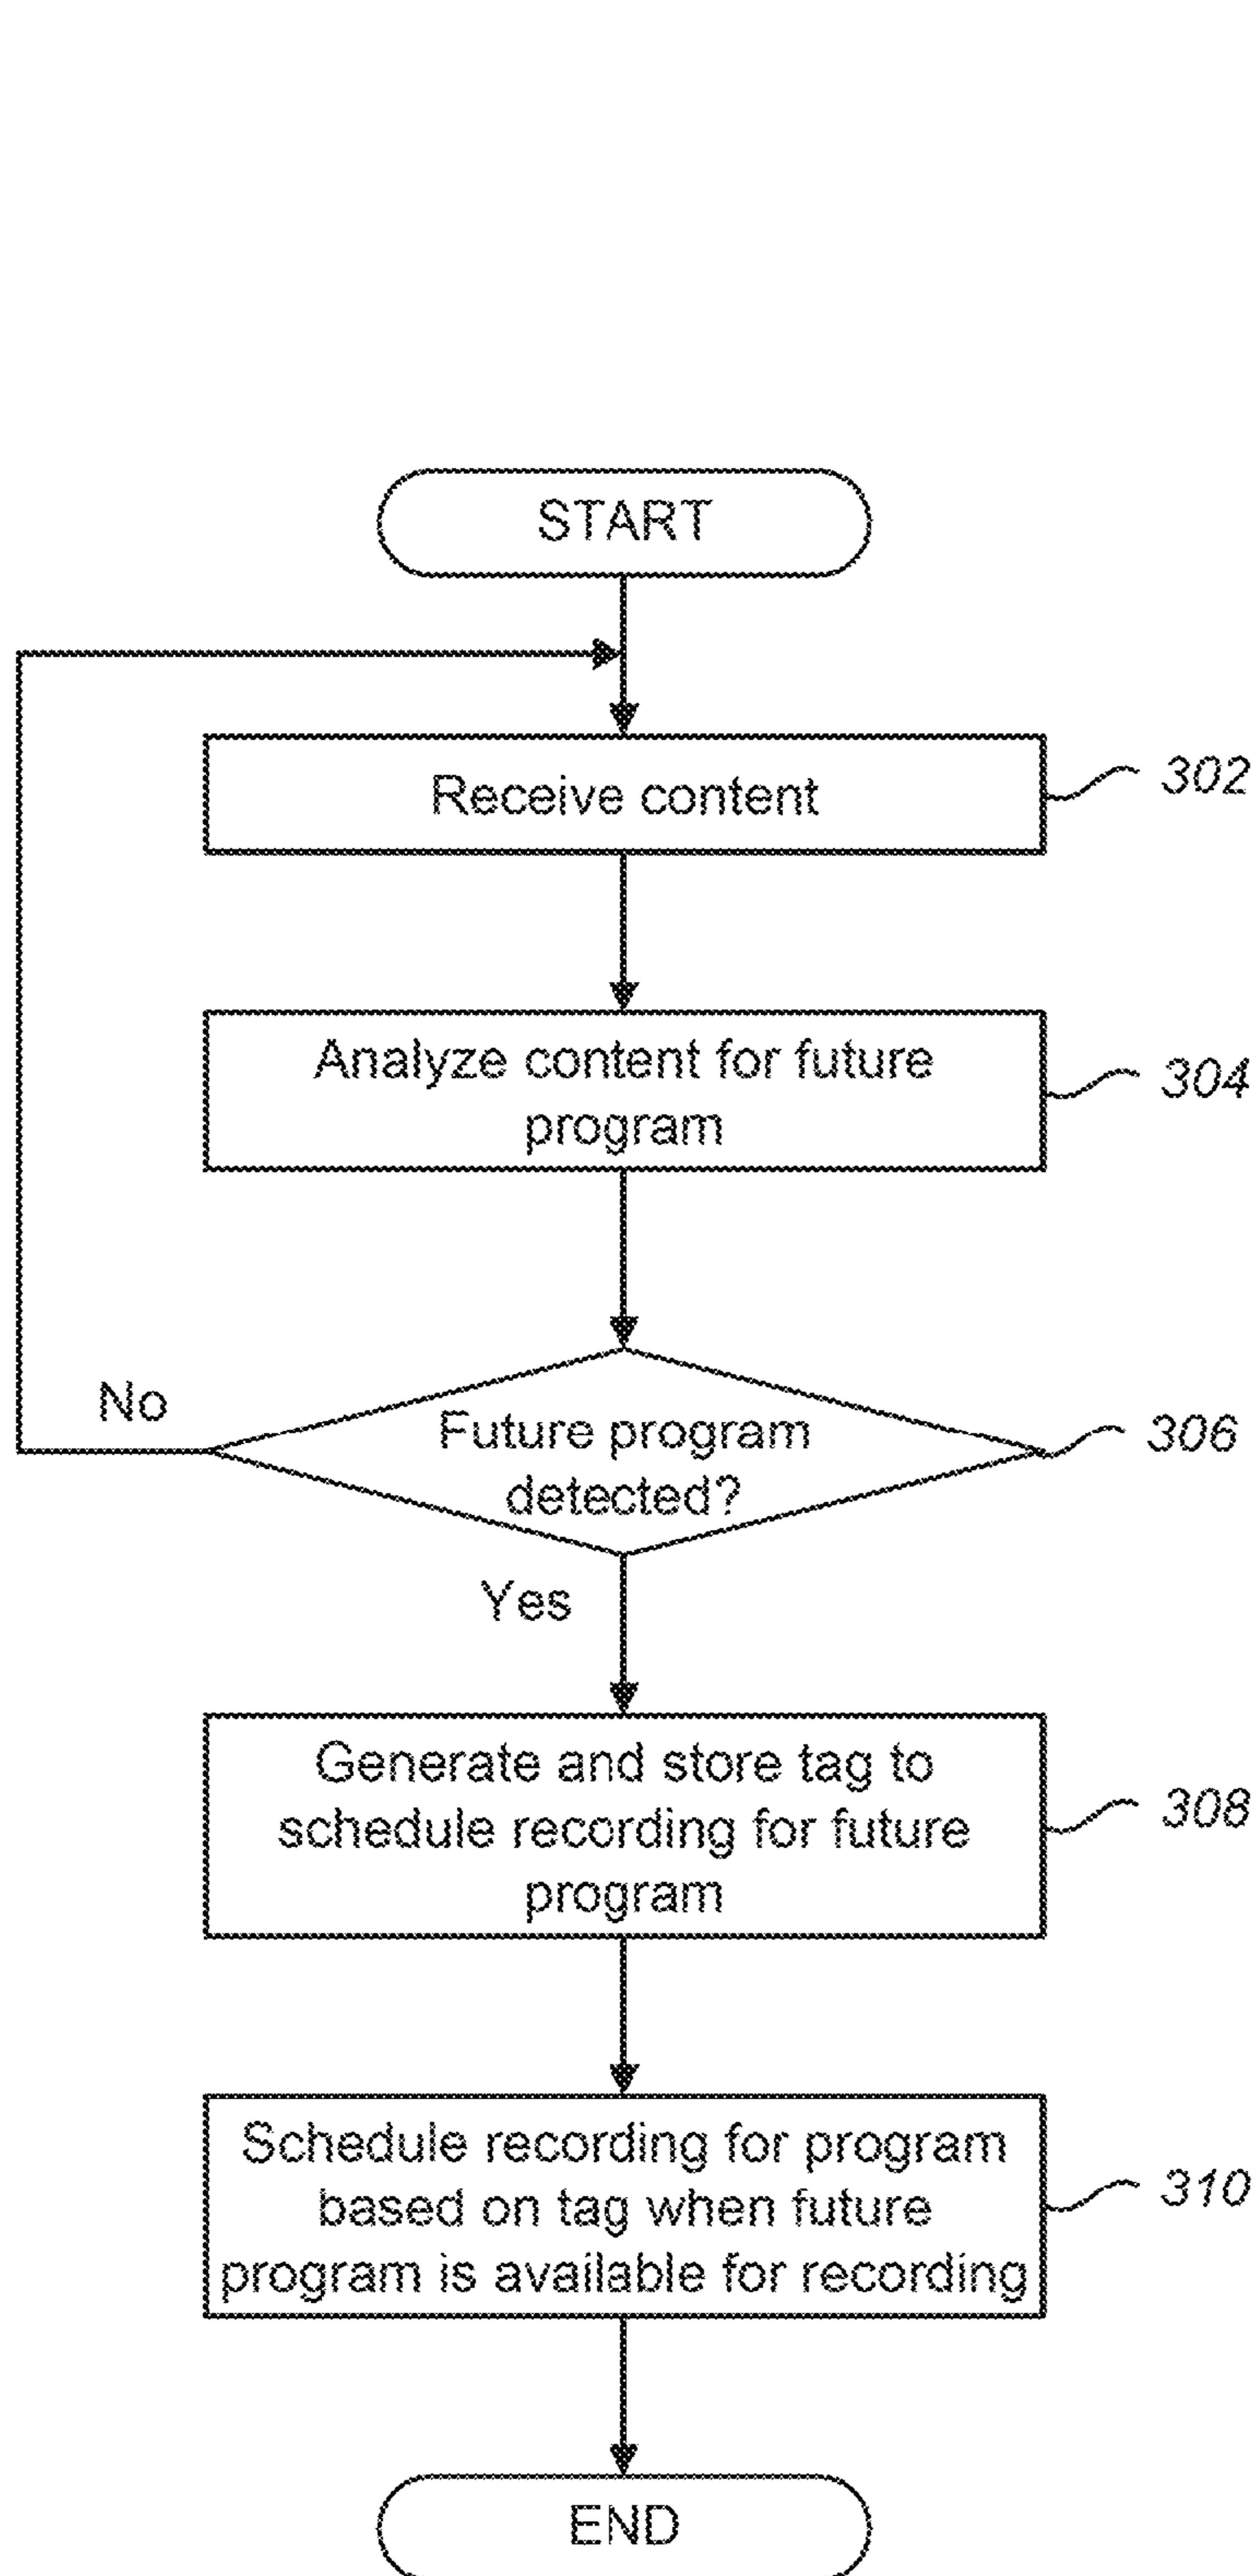 START
Receive content
302
Analyze content for future
program
304
No
Future program
detected?
306
Yes
Generate and store tag to
schedule recording for future
program
308
Schedule recording for program
based on tag when future
program is available for recording
310
END